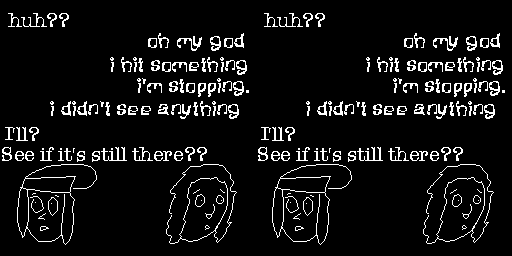 huh??
oh my god
i hit something
i'm stopping.
i didn't see anything
I'll?
See if it's still there??
huh??
oh my god
i hit something
i'm stopping.
i didn't see anything
I'll?
See if it's still there??